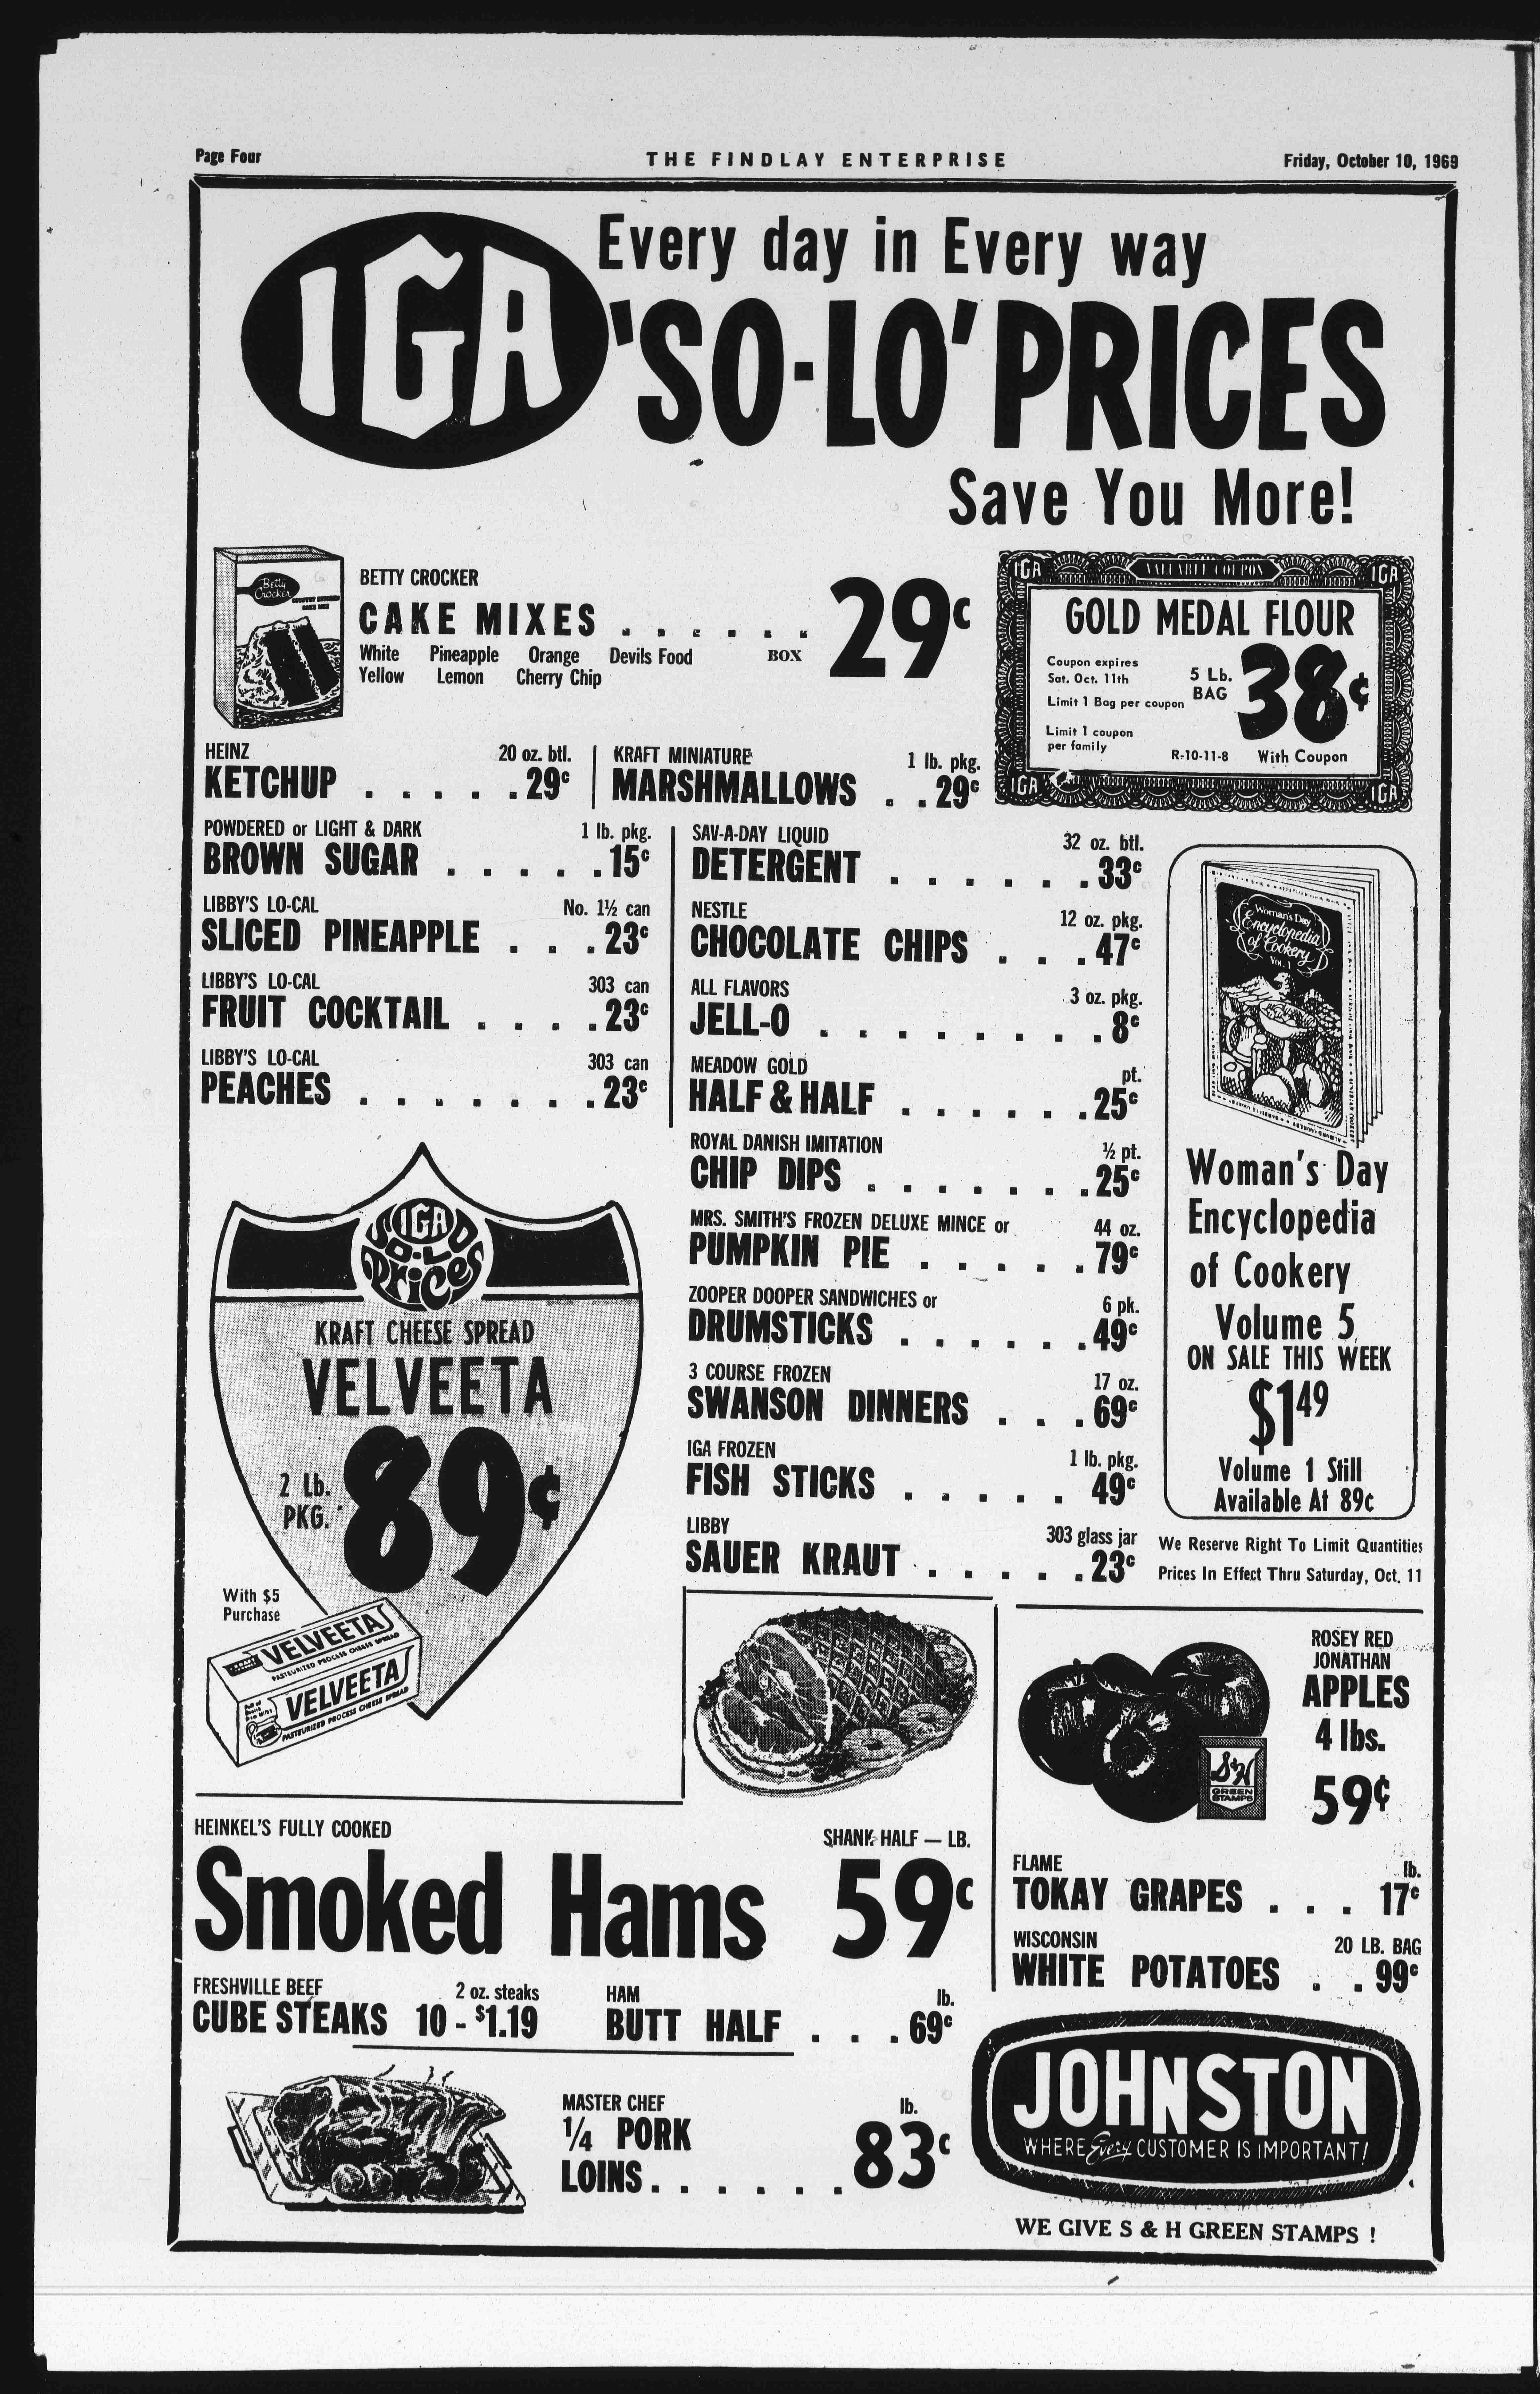 Page Four
THE FINDLAY ENTERPRISE
Friday, October 10, 1969
IGA
Every day in Every way
'SO-LO' PRICES
Save You More!
Betty
Crocker
BETTY CROCKER
CAKE MIXES . . . . . .
BOX
29¢
White Pineapple Orange Devils Food
Yellow Lemon Cherry Chip
IGA VALUABLE COUPON IGA
GOLD MEDAL FLOUR
Coupon expires
Sat. Oct. 11th
Limit 1 Bag per coupon
Limit 1 coupon
per family
5 Lb.
BAG
38¢
R-10-11-8 With Coupon
IGA IGA
HEINZ 20 oz. btl.
KETCHUP . . . . . 29¢
KRAFT MINIATURE 1 lb. pkg.
MARSHMALLOWS . . 29¢
POWDERED or LIGHT & DARK 1 lb. pkg.
BROWN SUGAR . . . . . 15¢
LIBBY'S LO-CAL No. 1½ can
SLICED PINEAPPLE . . . 23¢
LIBBY'S LO-CAL 303 can
FRUIT COCKTAIL . . . . 23¢
LIBBY'S LO-CAL 303 can
PEACHES . . . . . . . 23¢
SAV-A-DAY LIQUID 32 oz. btl.
DETERGENT . . . . . . 33¢
NESTLE 12 oz. pkg.
CHOCOLATE CHIPS . . . 47¢
ALL FLAVORS 3 oz. pkg.
JELL-O . . . . . . . . 8¢
MEADOW GOLD pt.
HALF & HALF . . . . . . 25¢
ROYAL DANISH IMITATION ½ pt.
CHIP DIPS . . . . . . . 25¢
MRS. SMITH'S FROZEN DELUXE MINCE or 44 oz.
PUMPKIN PIE . . . . . 79¢
ZOOPER DOOPER SANDWICHES or 6 pk.
DRUMSTICKS . . . . . . 49¢
3 COURSE FROZEN 17 oz.
SWANSON DINNERS . . . 69¢
IGA FROZEN 1 lb. pkg.
FISH STICKS . . . . . 49¢
LIBBY 303 glass jar
SAUER KRAUT . . . . . 23¢
Woman's Day
Encyclopedia
of Cookery
Vol. 1
Woman's Day
Encyclopedia
of Cookery
Volume 5
ON SALE THIS WEEK
$1 49
Volume 1 Still
Available At 89c
We Reserve Right To Limit Quantities
Prices In Effect Thru Saturday, Oct. 11
IGA
SO-LO
Prices
KRAFT CHEESE SPREAD
VELVEETA
2 Lb.
PKG.
89¢
With $5
Purchase
VELVEETA
PASTEURIZED PROCESS CHEESE SPREAD
VELVEETA
PASTEURIZED PROCESS CHEESE SPREAD
ROSEY RED
JONATHAN
APPLES
4 lbs.
59¢
S&H
GREEN
STAMPS
HEINKEL'S FULLY COOKED
SHANK HALF — LB.
Smoked Hams 59¢
FLAME lb.
TOKAY GRAPES . . . 17¢
WISCONSIN 20 LB. BAG
WHITE POTATOES . . 99¢
FRESHVILLE BEEF 2 oz. steaks
CUBE STEAKS 10 - $1.19
HAM lb.
BUTT HALF . . . 69¢
MASTER CHEF lb.
¼ PORK
LOINS . . . . . . . 83¢
JOHNSTON
WHERE Every CUSTOMER IS IMPORTANT!
WE GIVE S & H GREEN STAMPS !